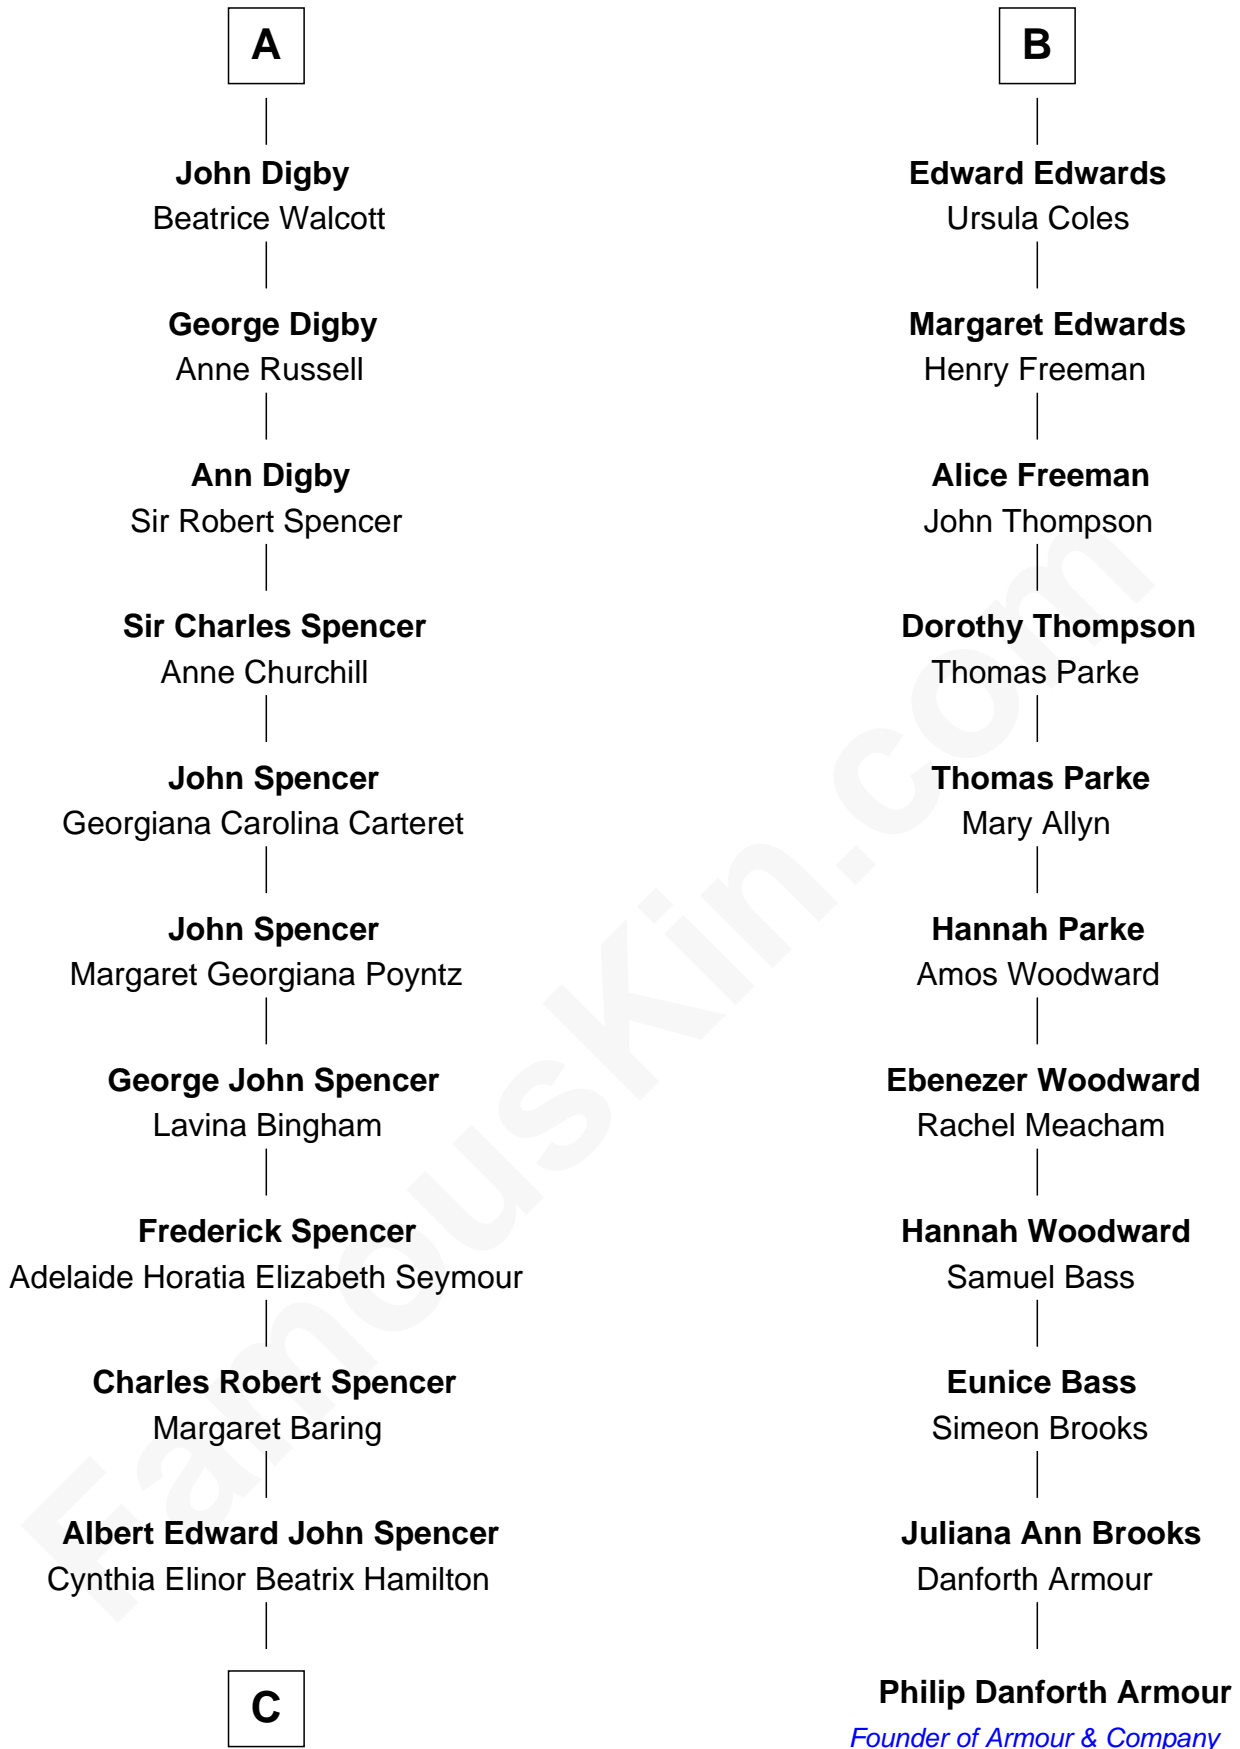 A
John Digby
Beatrice Walcott
George Digby
Anne Russell
Ann Digby
Sir Robert Spencer
Sir Charles Spencer
Anne Churchill
John Spencer
Georgiana Carolina Carteret
John Spencer
Margaret Georgiana Poyntz
George John Spencer
Lavina Bingham
Frederick Spencer
Adelaide Horatia Elizabeth Seymour
Charles Robert Spencer
Margaret Baring
Albert Edward John Spencer
Cynthia Elinor Beatrix Hamilton
C
B
Edward Edwards
Ursula Coles
Margaret Edwards
Henry Freeman
Alice Freeman
John Thompson
Dorothy Thompson
Thomas Parke
Thomas Parke
Mary Allyn
Hannah Parke
Amos Woodward
Ebenezer Woodward
Rachel Meacham
Hannah Woodward
Samuel Bass
Eunice Bass
Simeon Brooks
Juliana Ann Brooks
Danforth Armour
Philip Danforth Armour
Founder of Armour & Company
FamousKin.com